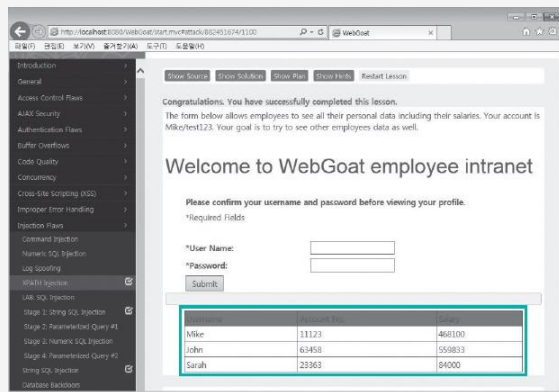 http://localhost:8080/WebGoat/start.mvc#attack/882451674/1100
WebGoat
파일(F) 편집(E) 보기(V) 즐겨찾기(A) 도구(T) 도움말(H)
Introduction
General
Access Control Flaws
AJAX Security
Authentication Flaws
Buffer Overflows
Code Quality
Concurrency
Cross-Site Scripting (XSS)
Improper Error Handling
Injection Flaws
Command Injection
Numeric SQL Injection
Log Spoofing
XPATH Injection
LAB: SQL Injection
Stage 1: String SQL Injection
Stage 2: Parameterized Query #1
Stage 3: Numeric SQL Injection
Stage 4: Parameterized Query #2
String SQL Injection
Database Backdoors
Show Source Show Solution Show Plan Show Hints Restart Lesson
Congratulations. You have successfully completed this lesson.
The form below allows employees to see all their personal data including their salaries. Your account is
Mike/test123. Your goal is to try to see other employees data as well.
Welcome to WebGoat employee intranet
Please confirm your username and password before viewing your profile.
*Required Fields
*User Name:
*Password:
Submit
Username Account No. Salary
Mike 11123 468100
John 63458 559833
Sarah 23363 84000